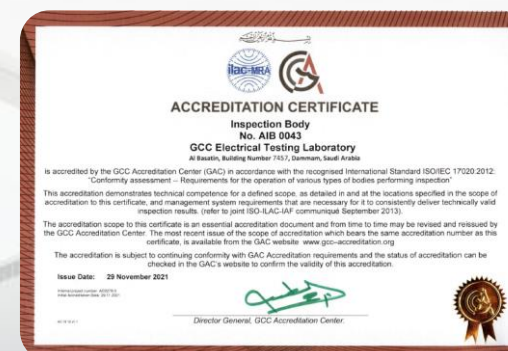 ilac-MRA
ACCREDITATION CERTIFICATE
Inspection Body
No. AIB 0043
GCC Electrical Testing Laboratory
Al Basatin, Building Number 7457, Dammam, Saudi Arabia
is accredited by the GCC Accreditation Center (GAC) in accordance with the recognised International Standard ISO/IEC 17020:2012
"Conformity assessment – Requirements for the operation of various types of bodies performing inspection"
This accreditation demonstrates technical competence for a defined scope, as detailed in and at the locations specified in the scope of
accreditation to this certificate, and management system requirements that are necessary for it to consistently deliver technically valid
inspection results. (refer to joint ISO-ILAC-IAF communiqué September 2013).
The accreditation scope to this certificate is an essential accreditation document and from time to time may be revised and reissued by
the GCC Accreditation Center. The most recent issue of the scope of accreditation which bears the same accreditation number as this
certificate, is available from the GAC website www.gcc-accreditation.org
The accreditation is subject to continuing conformity with GAC Accreditation requirements and the status of accreditation can be
checked in the GAC's website to confirm the validity of this accreditation.
Issue Date: 29 November 2021
Director General, GCC Accreditation Center.